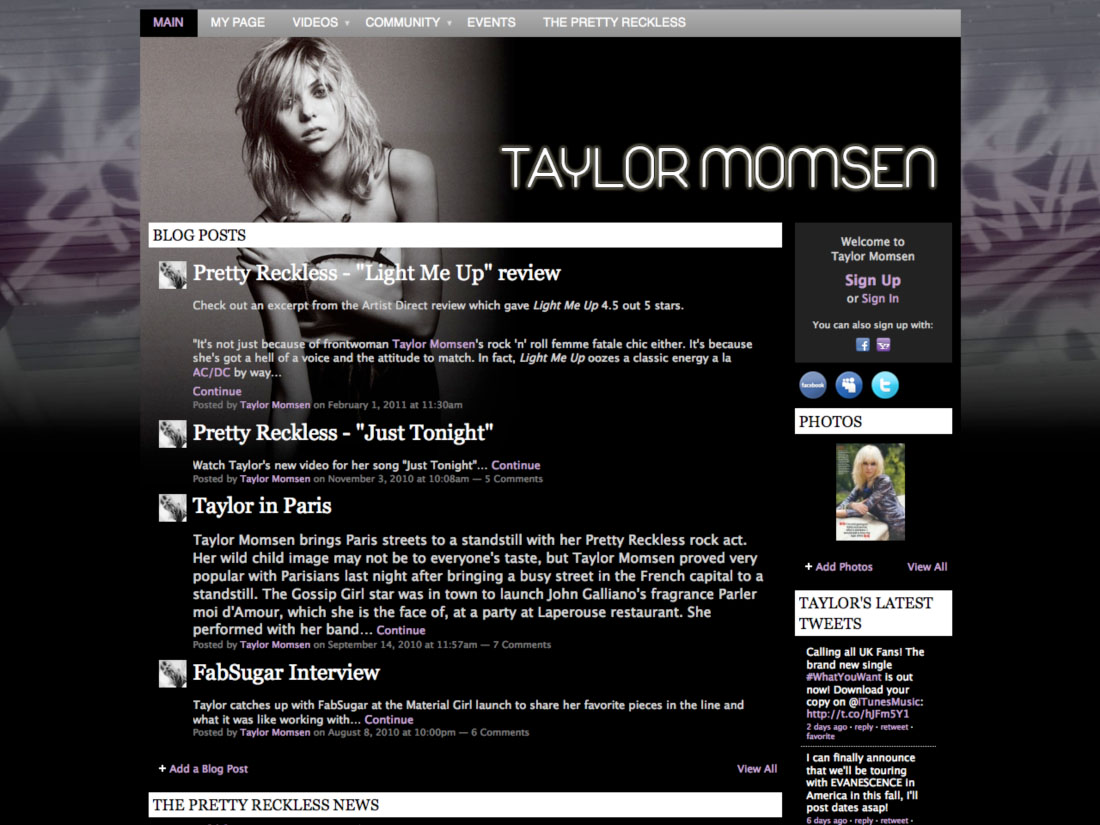 MAIN
MY PAGE
VIDEOS
COMMUNITY
EVENTS
THE PRETTY RECKLESS
TAYLOR MOMSEN
BLOG POSTS
Pretty Reckless - "Light Me Up" review
Check out an excerpt from the Artist Direct review which gave Light Me Up 4.5 out 5 stars.
"It's not just because of frontwoman Taylor Momsen's rock 'n' roll femme fatale chic either. It's because
she's got a hell of a voice and the attitude to match. In fact, Light Me Up oozes a classic energy a la
AC/DC by way...
Continue
Posted by Taylor Momsen on February 1, 2011 at 11:30am
Pretty Reckless - "Just Tonight"
Watch Taylor's new video for her song "Just Tonight"... Continue
Posted by Taylor Momsen on November 3, 2010 at 10:08am — 5 Comments
Taylor in Paris
Taylor Momsen brings Paris streets to a standstill with her Pretty Reckless rock act.
Her wild child image may not be to everyone's taste, but Taylor Momsen proved very
popular with Parisians last night after bringing a busy street in the French capital to a
standstill. The Gossip Girl star was in town to launch John Galliano's fragrance Parler
moi d'Amour, which she is the face of, at a party at Laperouse restaurant. She
performed with her band... Continue
Posted by Taylor Momsen on September 14, 2010 at 11:57am — 7 Comments
FabSugar Interview
Taylor catches up with FabSugar at the Material Girl launch to share her favorite pieces in the line and
what it was like working with... Continue
Posted by Taylor Momsen on August 8, 2010 at 10:00pm — 6 Comments
+ Add a Blog Post
View All
THE PRETTY RECKLESS NEWS
Welcome to
Taylor Momsen
Sign Up
or Sign In
You can also sign up with:
facebook
PHOTOS
+ Add Photos
View All
TAYLOR'S LATEST
TWEETS
Calling all UK Fans! The
brand new single
#WhatYouWant is out
now! Download your
copy on @iTunesMusic:
http://t.co/hJFm5Y1
2 days ago · reply · retweet ·
favorite
I can finally announce
that we'll be touring
with EVANESCENCE in
America in this fall, I'll
post dates asap!
6 days ago · reply · retweet ·